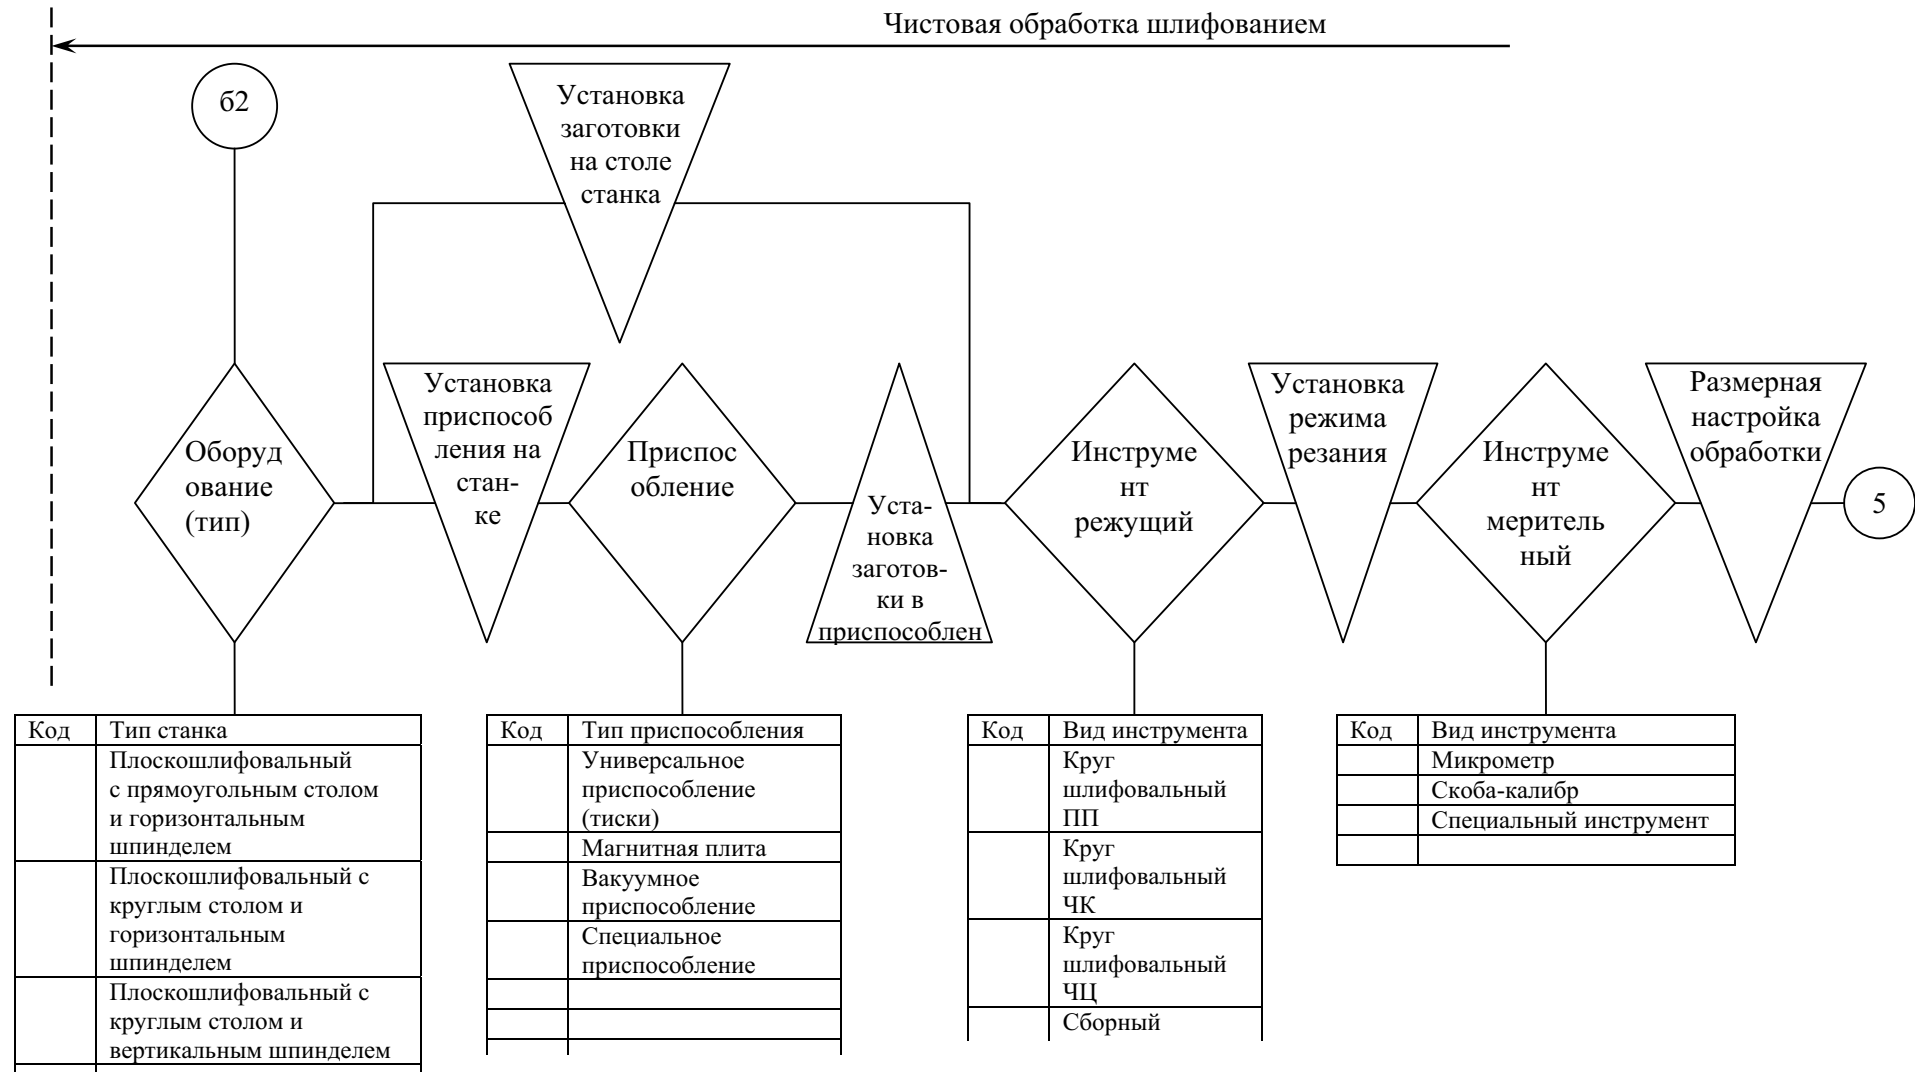 Чистовая обработка шлифованием
б2
Установка
заготовки
на столе
станка
Оборуд
ование
(тип)
Установка
приспособ
ления на
стан-
ке
Приспос
обление
Уста-
новка
заготов-
ки в
приспособлен
Инструме
нт
режущий
Установка
режима
резания
Инструме
нт
меритель
ный
Размерная
настройка
обработки
5
Код Тип станка
Плоскошлифовальный
с прямоугольным столом
и горизонтальным
шпинделем
Плоскошлифовальный с
круглым столом и
горизонтальным
шпинделем
Плоскошлифовальный с
круглым столом и
вертикальным шпинделем
Код Тип приспособления
Универсальное
приспособление
(тиски)
Магнитная плита
Вакуумное
приспособление
Специальное
приспособление
Код Вид инструмента
Круг
шлифовальный
ПП
Круг
шлифовальный
ЧК
Круг
шлифовальный
ЧЦ
Сборный
Код Вид инструмента
Микрометр
Скоба-калибр
Специальный инструмент